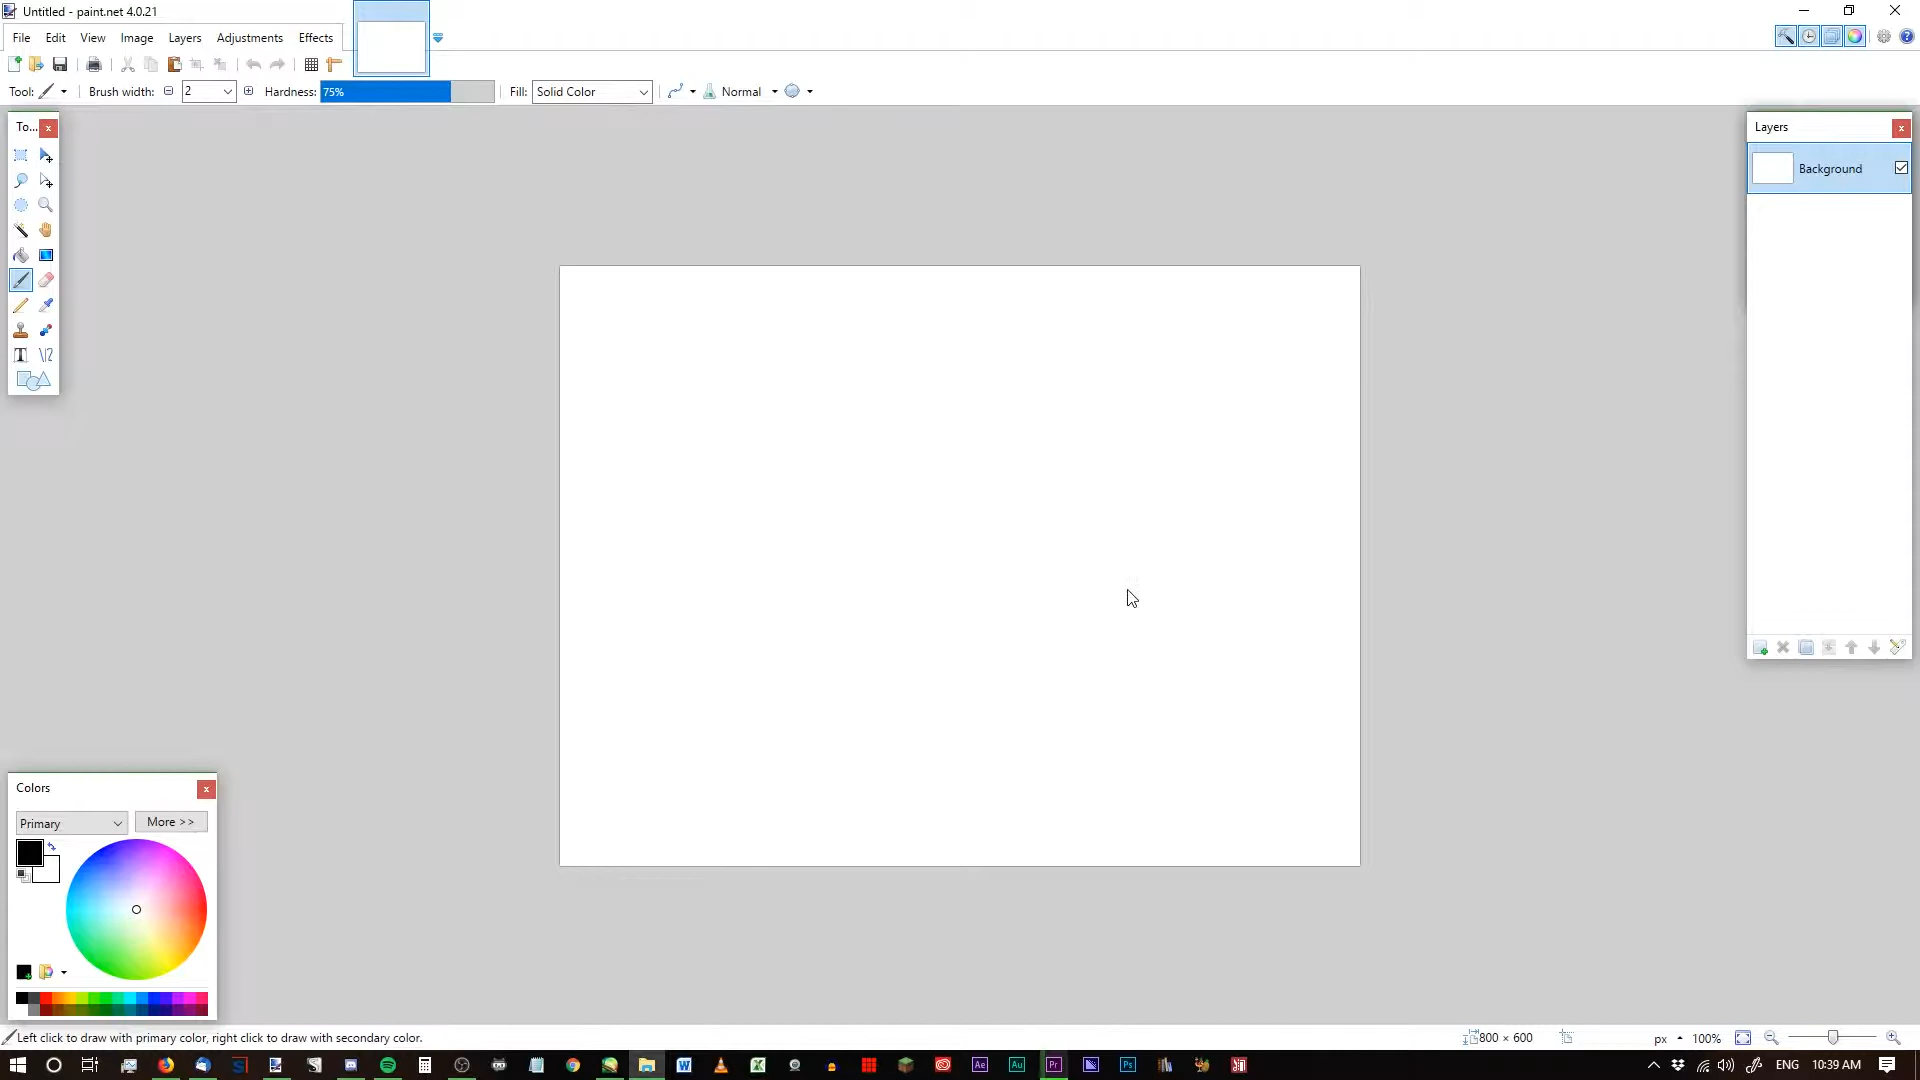 Untitled - paint.net 4.0.21
File Edit View Image Layers Adjustments Effects
Tool: Brush width: 2 Hardness: 75% Fill: Solid Color Normal
To...
Layers
Background
Colors
Primary More >>
Left click to draw with primary color, right click to draw with secondary color.
800 × 600 px 100%
ENG 10:39 AM